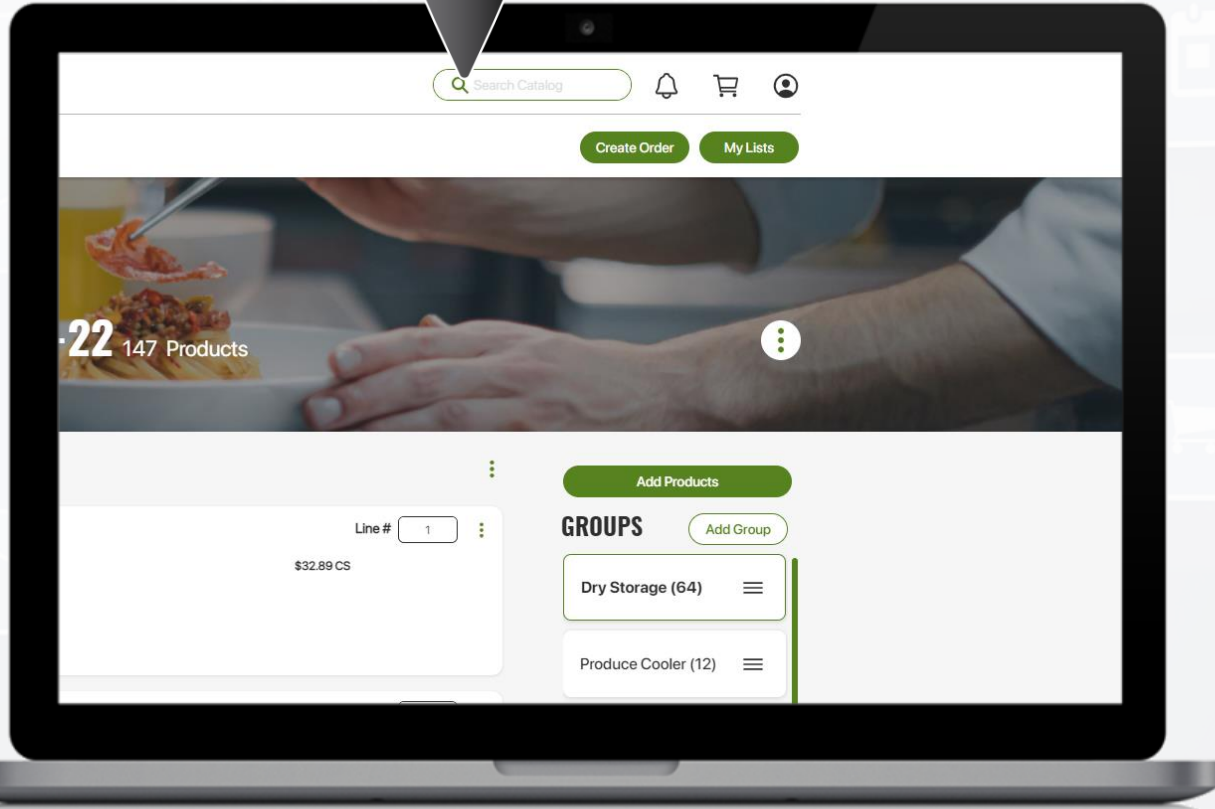 Search Catalog
Create Order My Lists
·22 147 Products
Add Products
Line # 1
GROUPS Add Group
$32.89 CS
Dry Storage (64)
Produce Cooler (12)